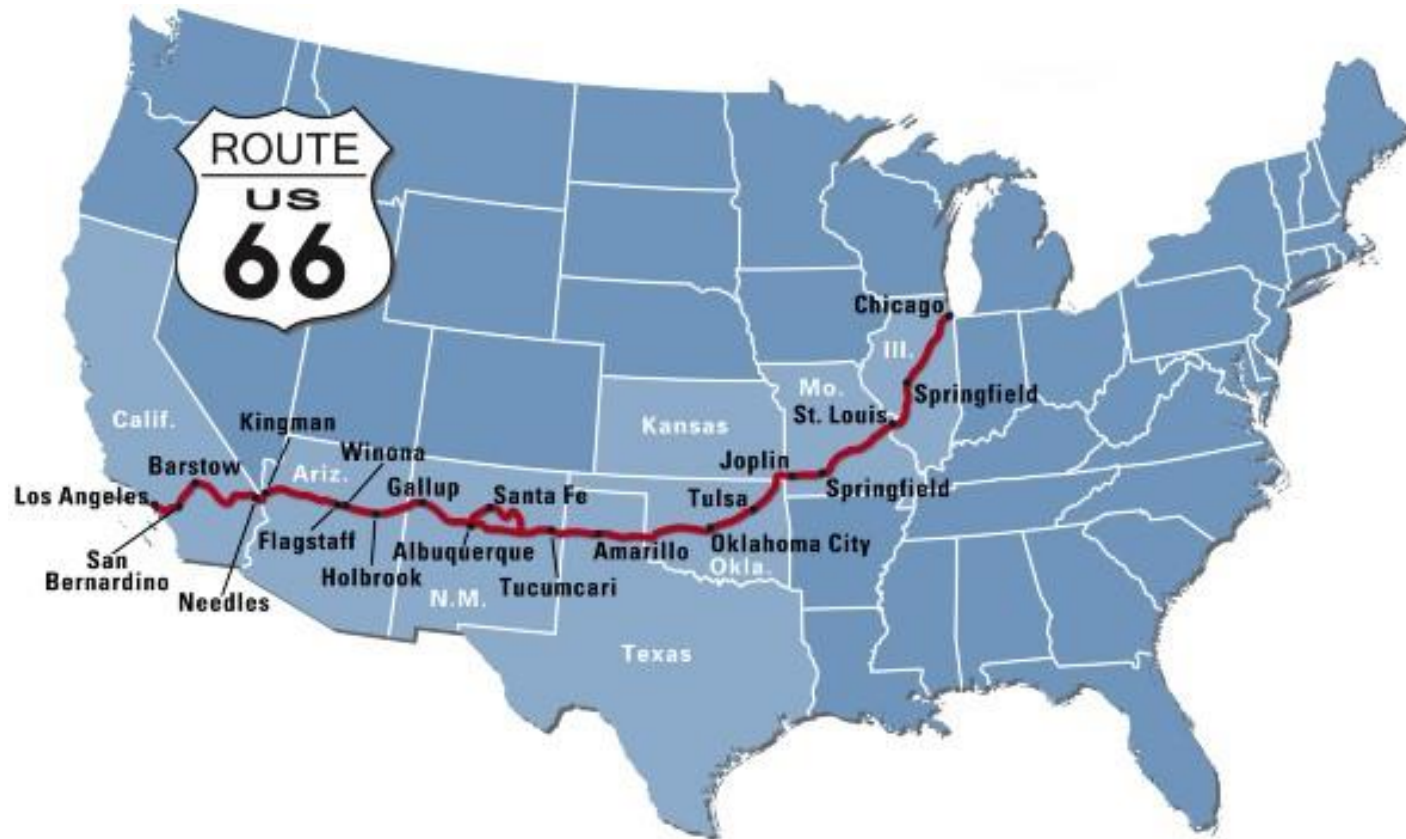 ROUTE
US
66
Chicago
Ill.
Mo.
Springfield
St. Louis
Calif.
Kingman
Kansas
Winona
Barstow
Ariz.
Joplin
Los Angeles
Gallup
Santa Fe
Tulsa
Springfield
Flagstaff
Albuquerque
Amarillo
Oklahoma City
San
Bernardino
Holbrook
Okla.
Needles
N.M.
Tucumcari
Texas